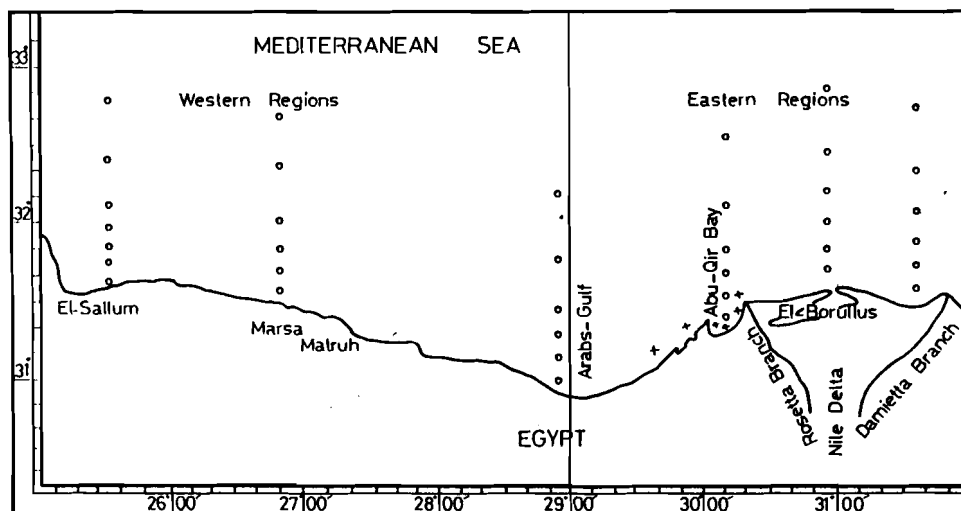 MEDITERRANEAN SEA
33°
Western Regions
Eastern Regions
32°
Abu-Qir Bay
El-Sallum
Marsa
Matruh
Arabs-Gulf
El-Borullus
31°
Rosetta Branch
Nile Delta
Damietta Branch
EGYPT
26°00' 27°00' 28°00' 29°00' 30°00' 31°00'